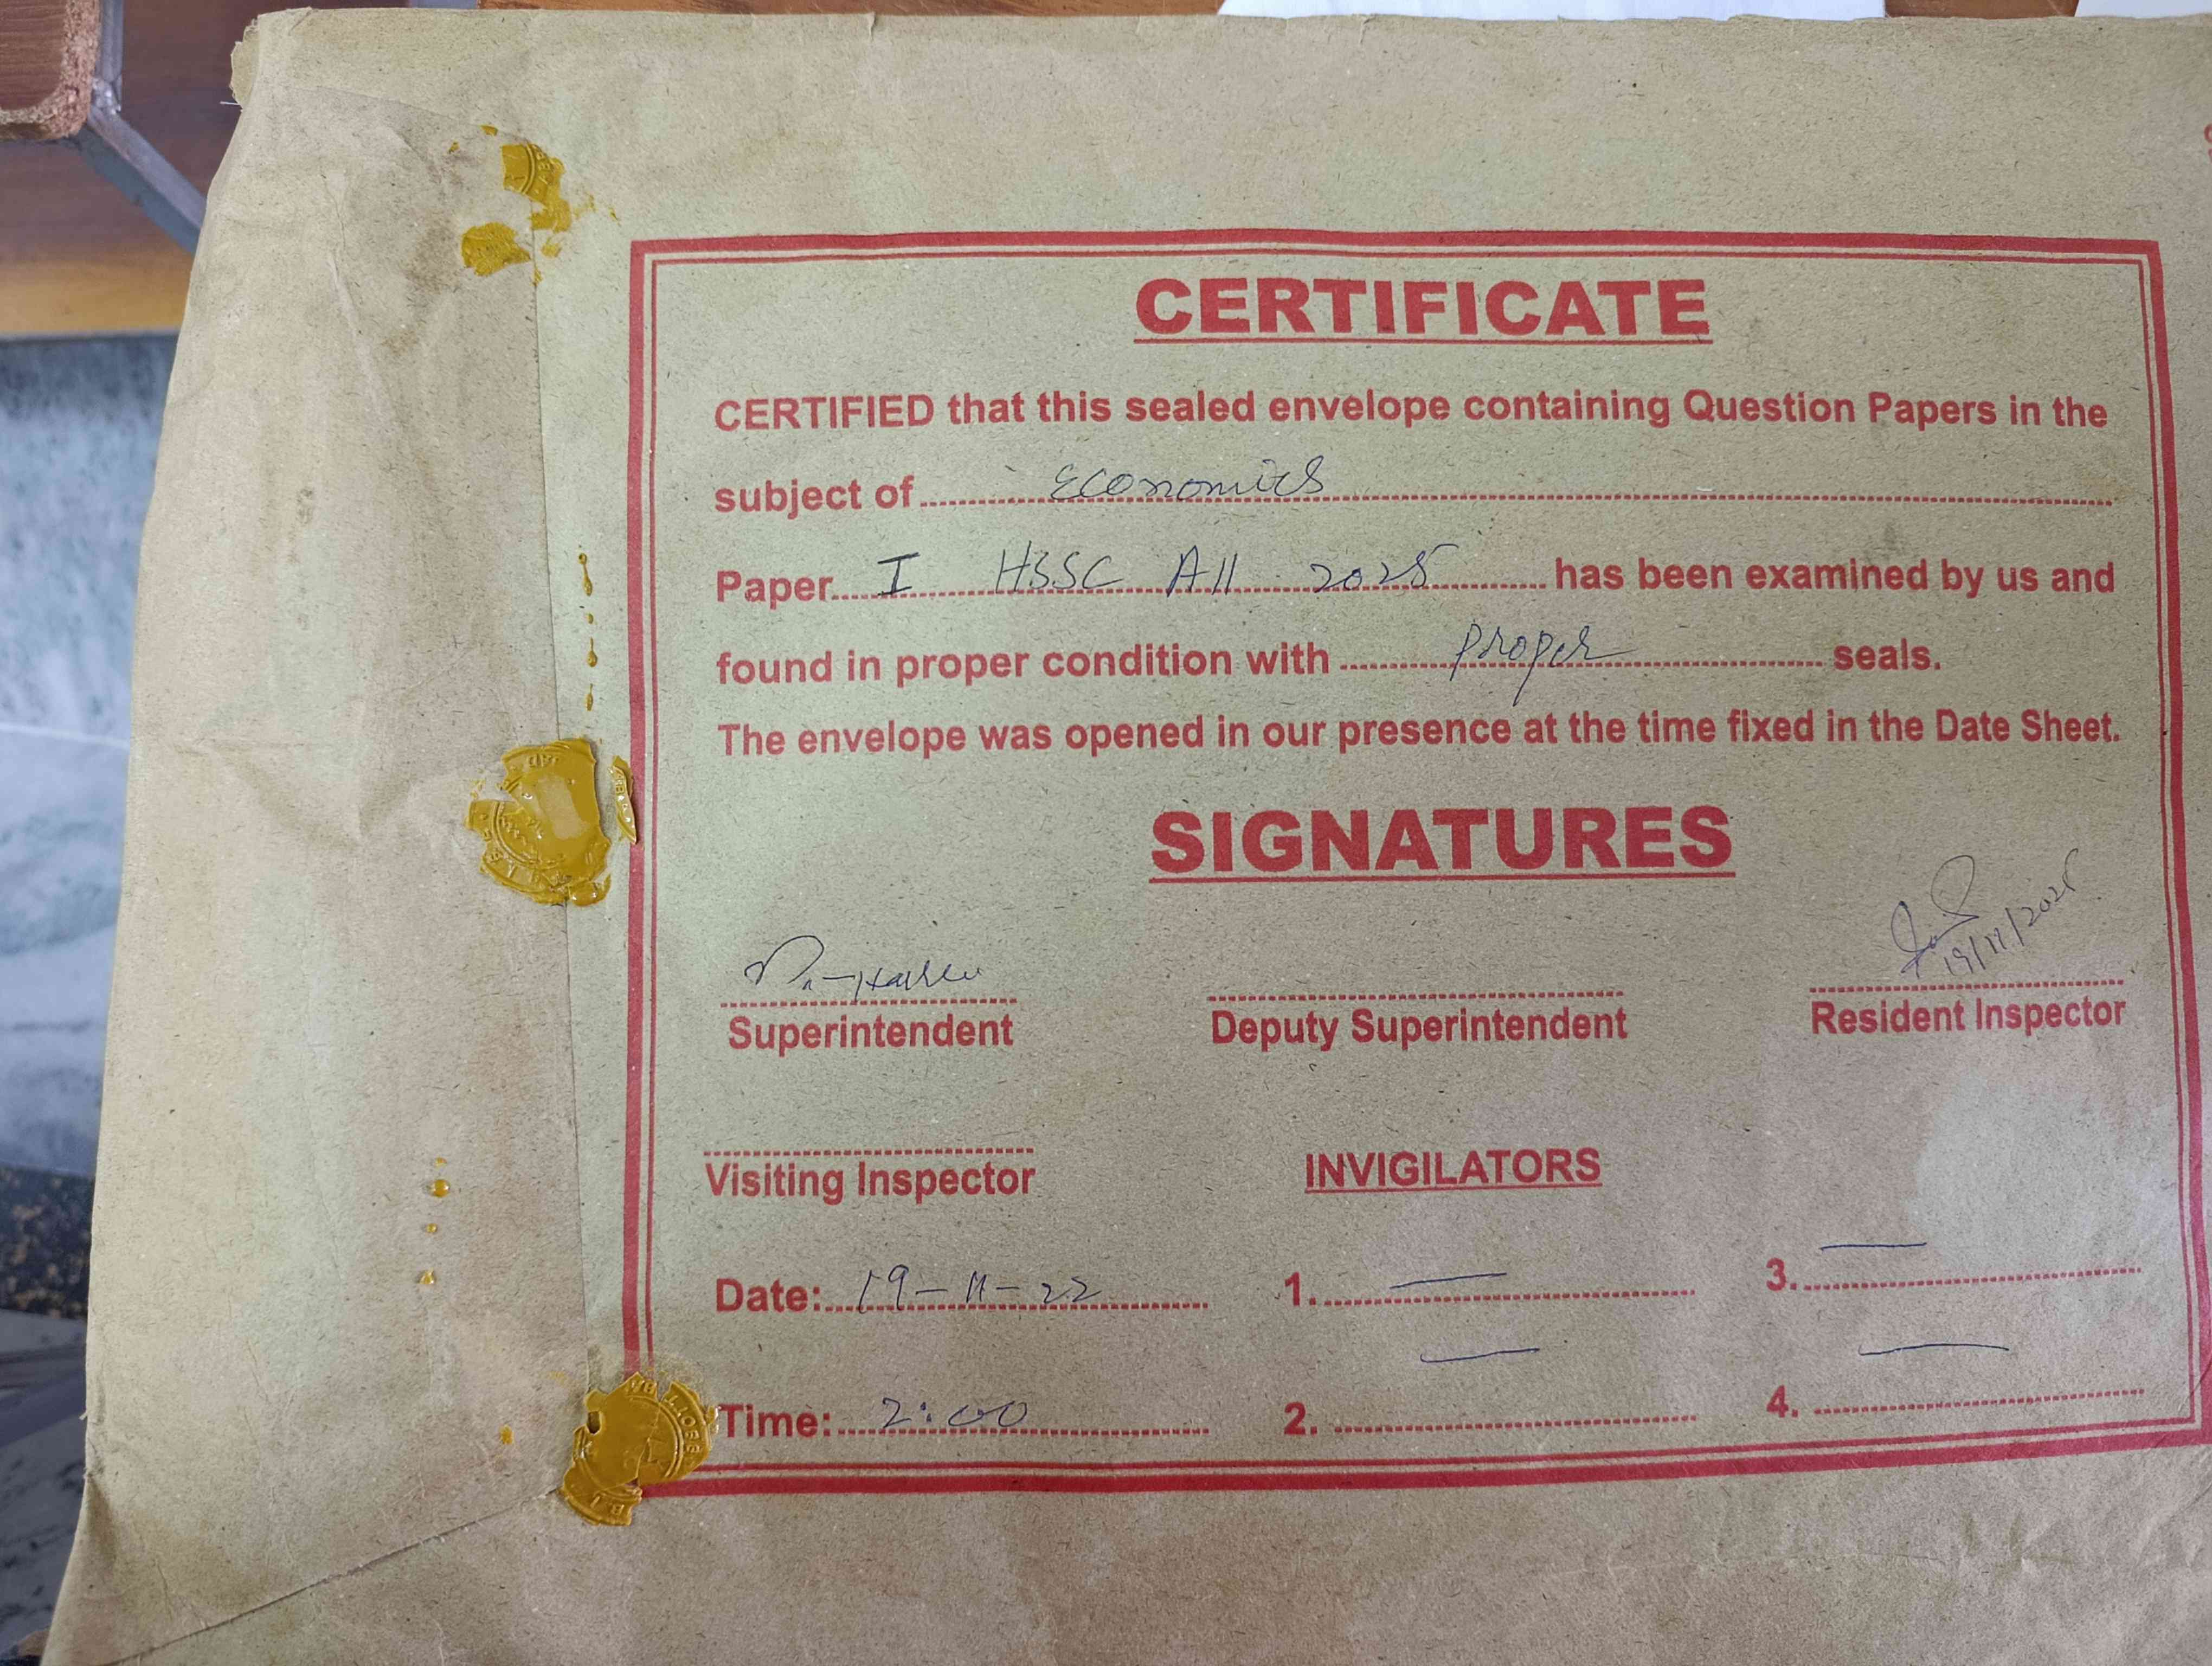 CERTIFICATE
CERTIFIED that this sealed envelope containing Question Papers in the
subject of Economics
Paper I HSSC AII 2025 has been examined by us and
found in proper condition with proper seals.
The envelope was opened in our presence at the time fixed in the Date Sheet.
SIGNATURES
19/11/2025
Superintendent Deputy Superintendent Resident Inspector
Visiting Inspector INVIGILATORS
Date: 19-11-22 1. — 3. —
— —
Time: 2:00 2. 4.